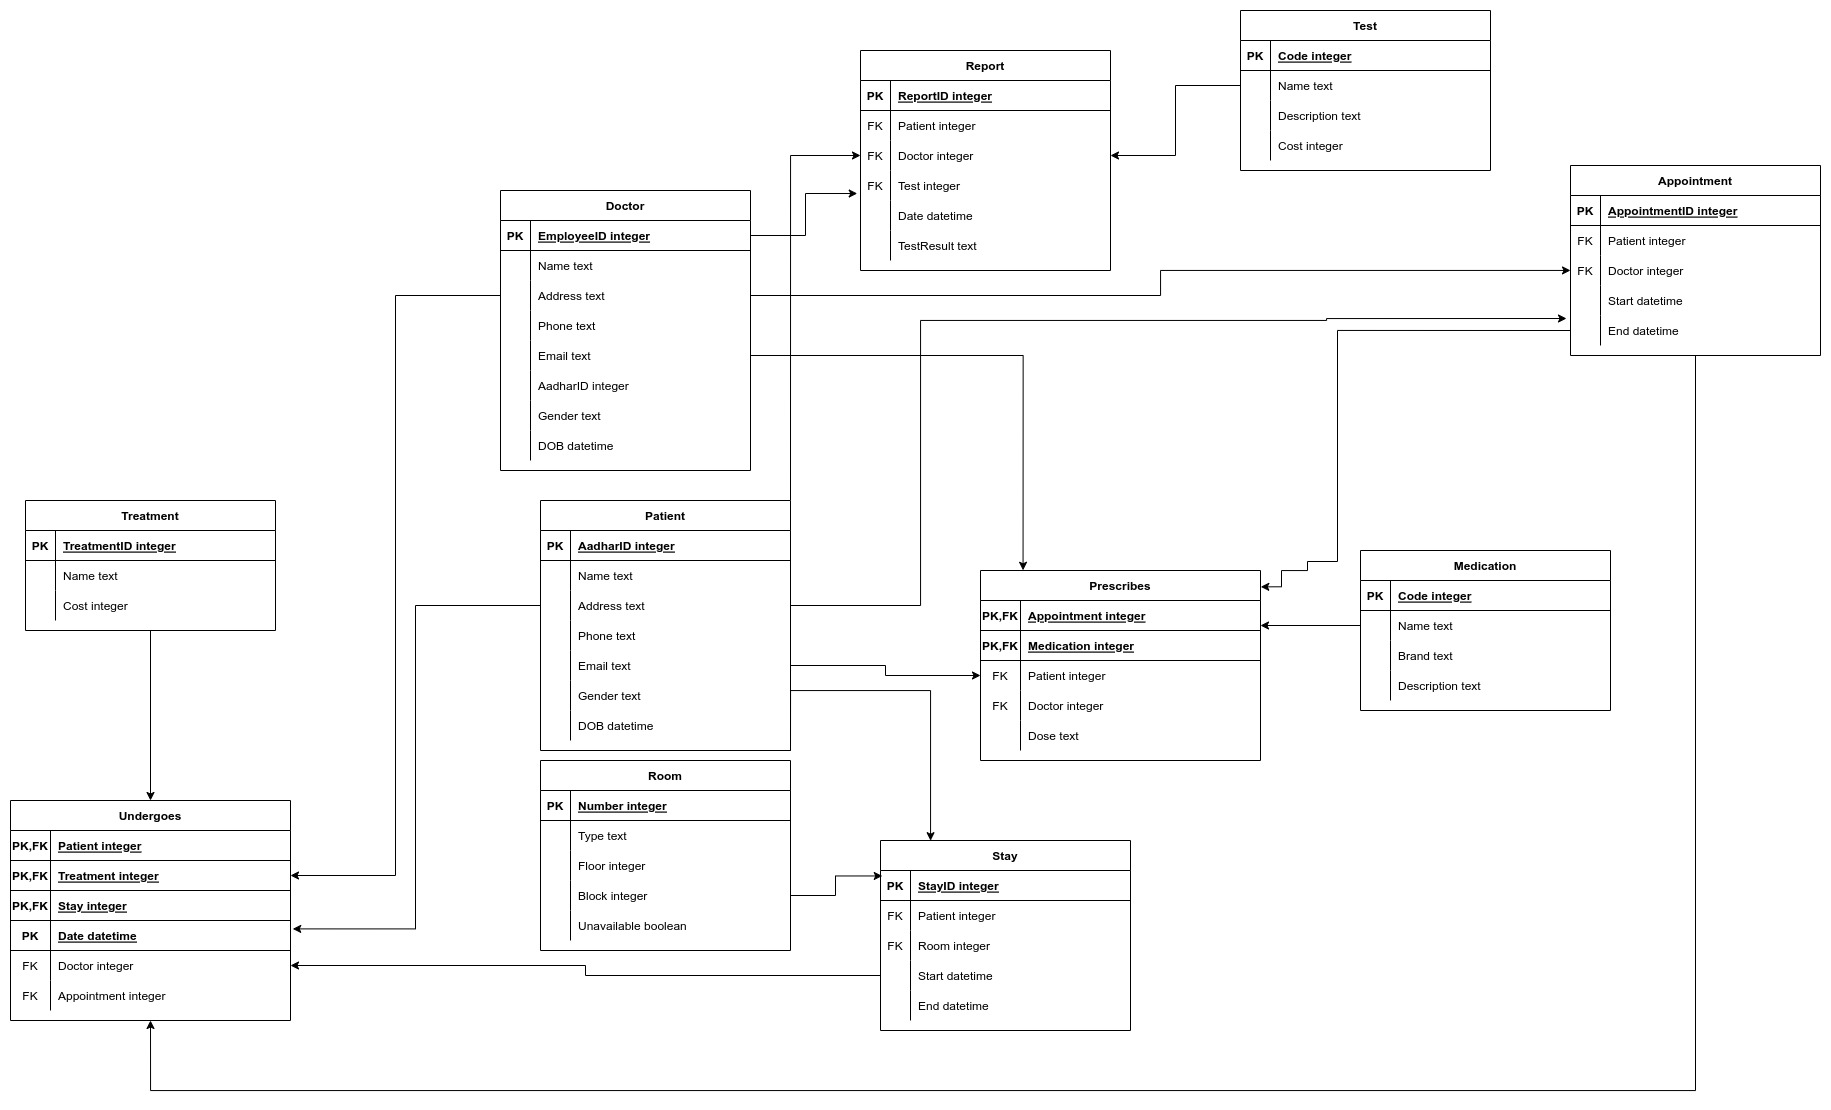 Test
PK Code integer
Name text
Description text
Cost integer
Report
PK ReportID integer
FK Patient integer
FK Doctor integer
FK Test integer
Date datetime
TestResult text
Appointment
PK AppointmentID integer
FK Patient integer
FK Doctor integer
Start datetime
End datetime
Doctor
PK EmployeeID integer
Name text
Address text
Phone text
Email text
AadharID integer
Gender text
DOB datetime
Treatment
PK TreatmentID integer
Name text
Cost integer
Patient
PK AadharID integer
Name text
Address text
Phone text
Email text
Gender text
DOB datetime
Prescribes
PK,FK Appointment integer
PK,FK Medication integer
FK Patient integer
FK Doctor integer
Dose text
Medication
PK Code integer
Name text
Brand text
Description text
Room
PK Number integer
Type text
Floor integer
Block integer
Unavailable boolean
Undergoes
PK,FK Patient integer
PK,FK Treatment integer
PK,FK Stay integer
PK Date datetime
FK Doctor integer
FK Appointment integer
Stay
PK StayID integer
FK Patient integer
FK Room integer
Start datetime
End datetime